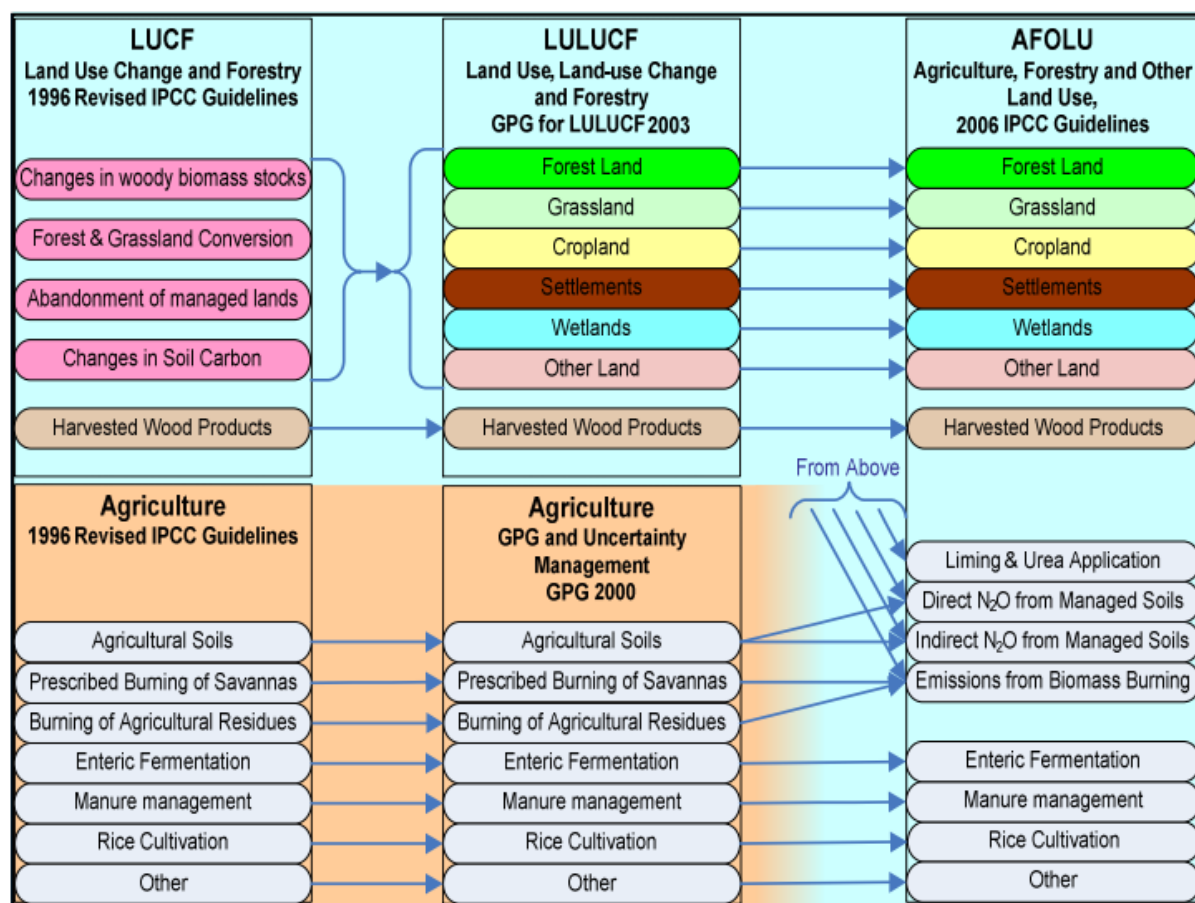 LUCF
Land Use Change and Forestry
1996 Revised IPCC Guidelines
Changes in woody biomass stocks
Forest & Grassland Conversion
Abandonment of managed lands
Changes in Soil Carbon
Harvested Wood Products
LULUCF
Land Use, Land-use Change
and Forestry
GPG for LULUCF 2003
Forest Land
Grassland
Cropland
Settlements
Wetlands
Other Land
Harvested Wood Products
AFOLU
Agriculture, Forestry and Other
Land Use,
2006 IPCC Guidelines
Forest Land
Grassland
Cropland
Settlements
Wetlands
Other Land
Harvested Wood Products
From Above
Liming & Urea Application
Direct N₂O from Managed Soils
Indirect N₂O from Managed Soils
Emissions from Biomass Burning
Enteric Fermentation
Manure management
Rice Cultivation
Other
Agriculture
1996 Revised IPCC Guidelines
Agricultural Soils
Prescribed Burning of Savannas
Burning of Agricultural Residues
Enteric Fermentation
Manure management
Rice Cultivation
Other
Agriculture
GPG and Uncertainty
Management
GPG 2000
Agricultural Soils
Prescribed Burning of Savannas
Burning of Agricultural Residues
Enteric Fermentation
Manure management
Rice Cultivation
Other